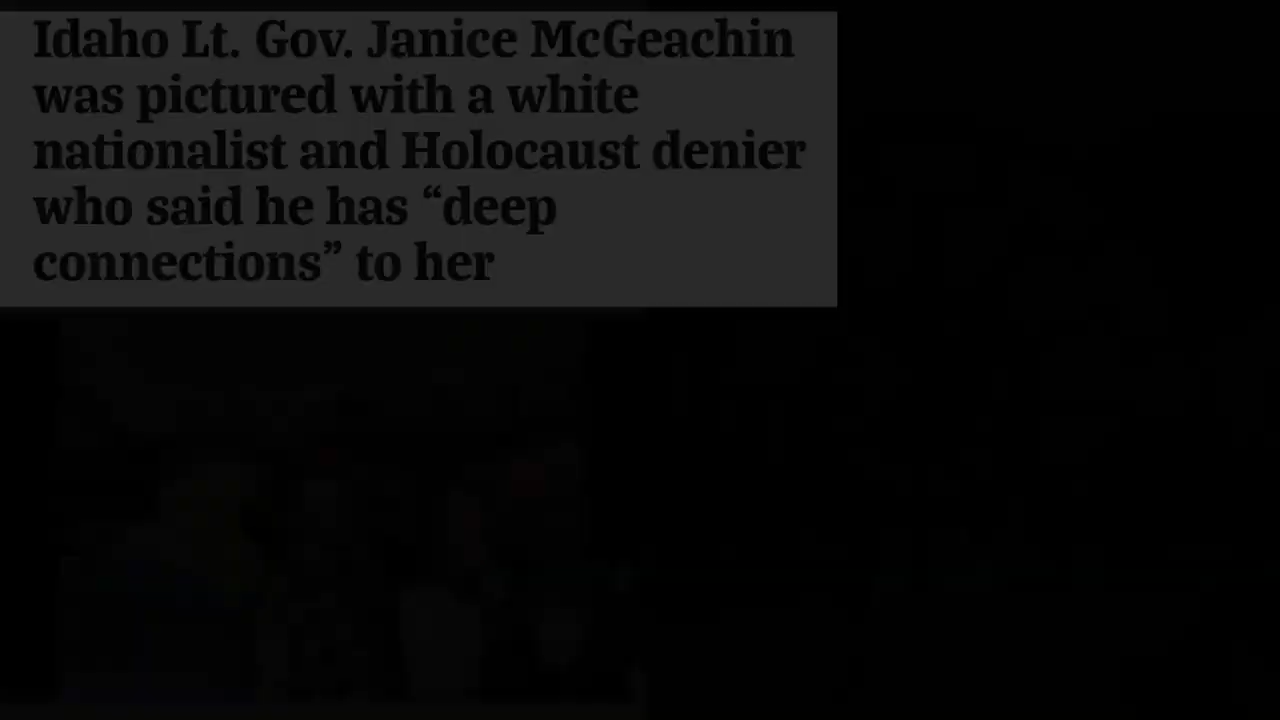 Idaho Lt. Gov. Janice McGeachin
was pictured with a white
nationalist and Holocaust denier
who said he has “deep
connections” to her